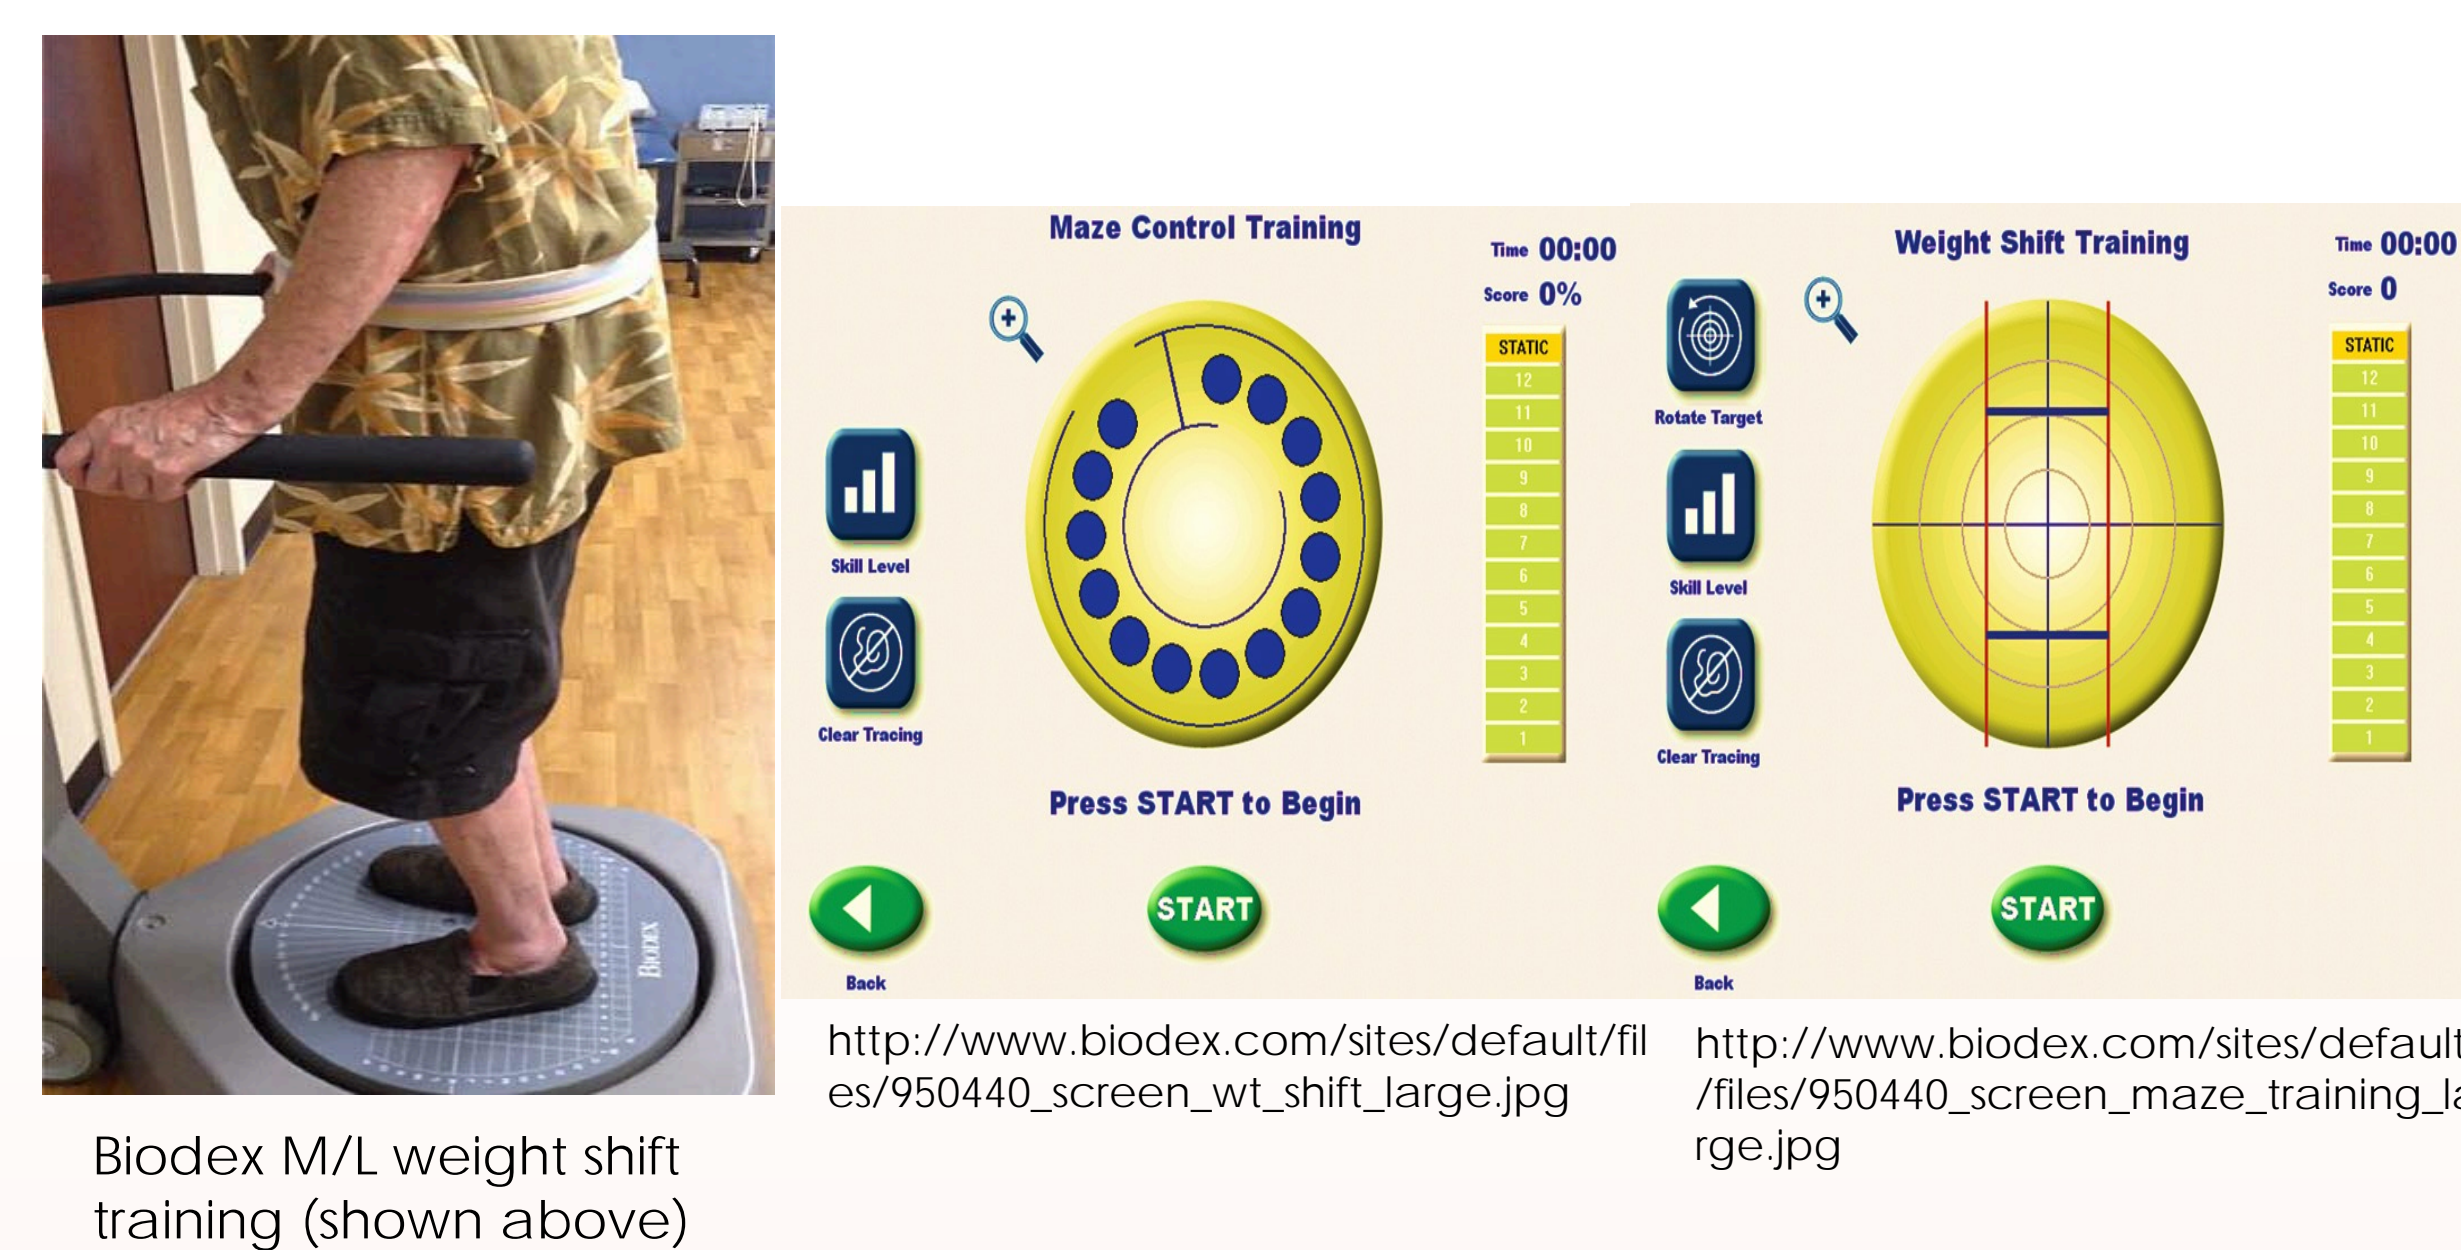 BIODEX
Biodex M/L weight shift
training (shown above)
Maze Control Training
Time 00:00
Score 0%
STATIC
12
11
10
9
8
7
6
5
4
3
2
1
Skill Level
Clear Tracing
Press START to Begin
START
Back
http://www.biodex.com/sites/default/fil
es/950440_screen_wt_shift_large.jpg
Weight Shift Training
Time 00:00
Score 0
STATIC
12
11
10
9
8
7
6
5
4
3
2
1
Rotate Target
Skill Level
Clear Tracing
Press START to Begin
START
Back
http://www.biodex.com/sites/default
/files/950440_screen_maze_training_la
rge.jpg